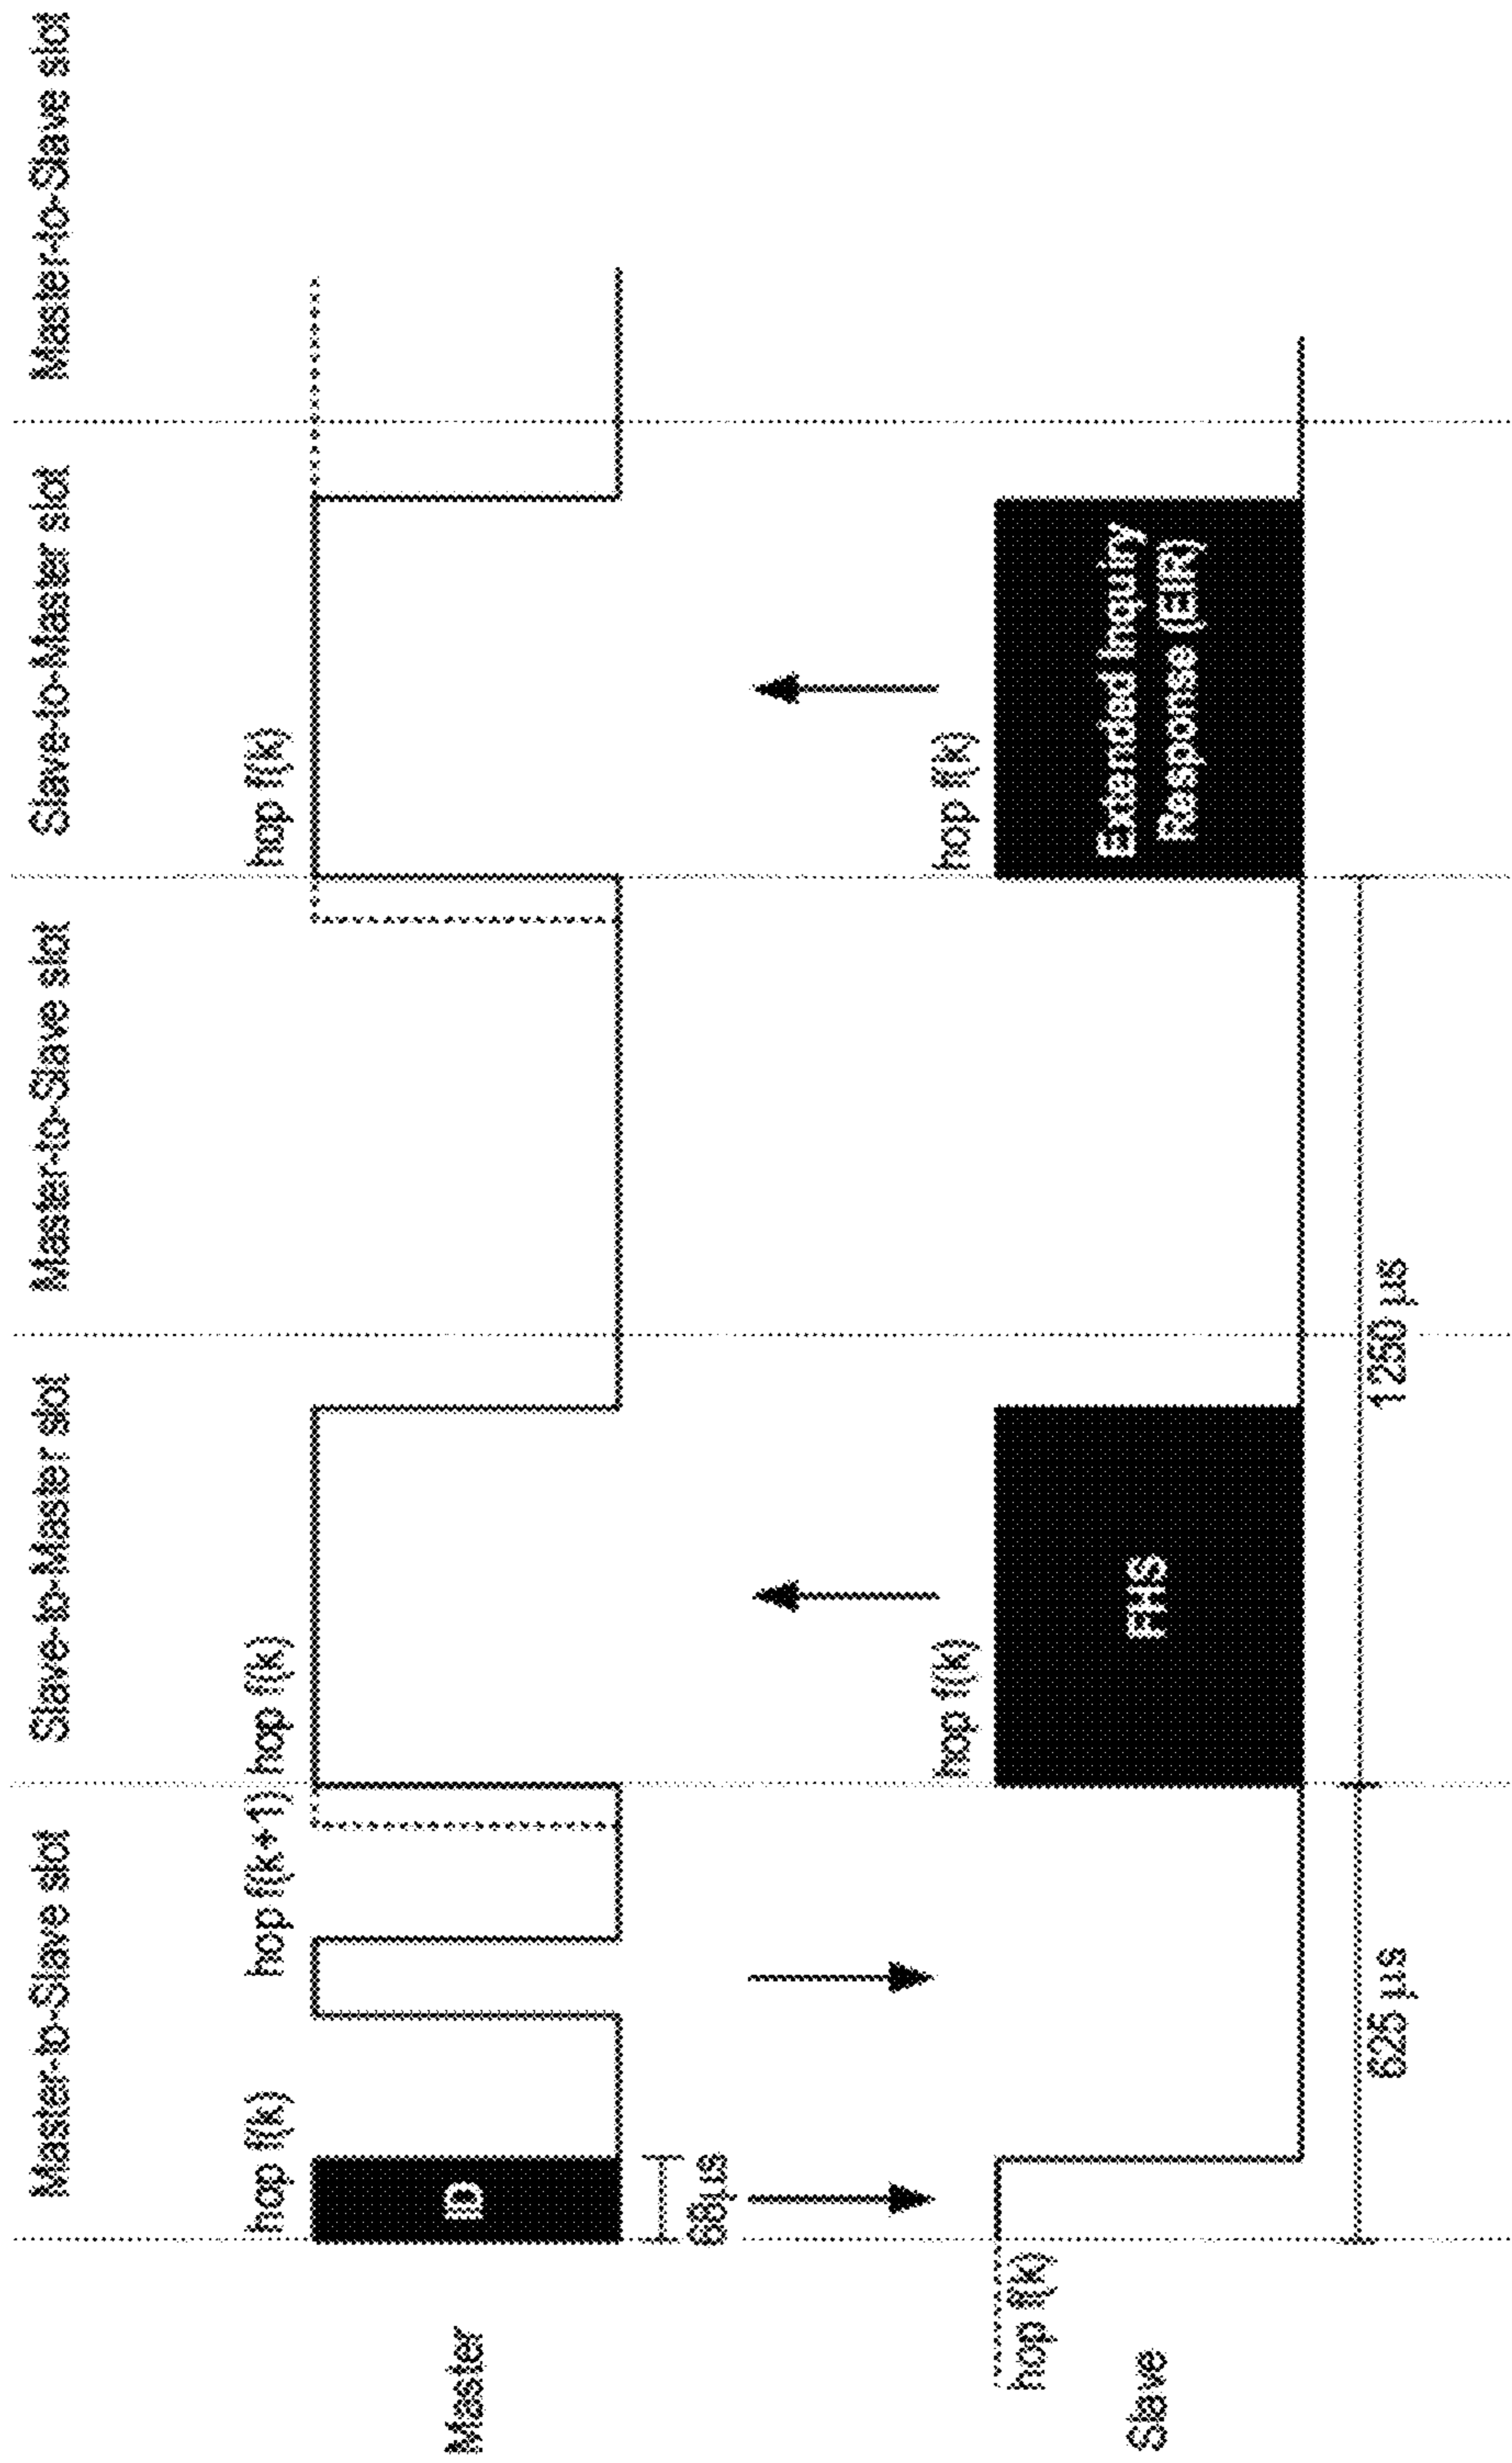 Master-to-Slave slot
Slave-to-Master slot
Master-to-Slave slot
Slave-to-Master slot
Master-to-Slave slot
hop f(k)
hop f(k+1)
hop f(k)
hop f(k)
Master
ID
68µs
hop f(k)
hop f(k)
hop f(k)
Slave
FHS
Extended Inquiry
Response (EIR)
625 µs
1250 µs